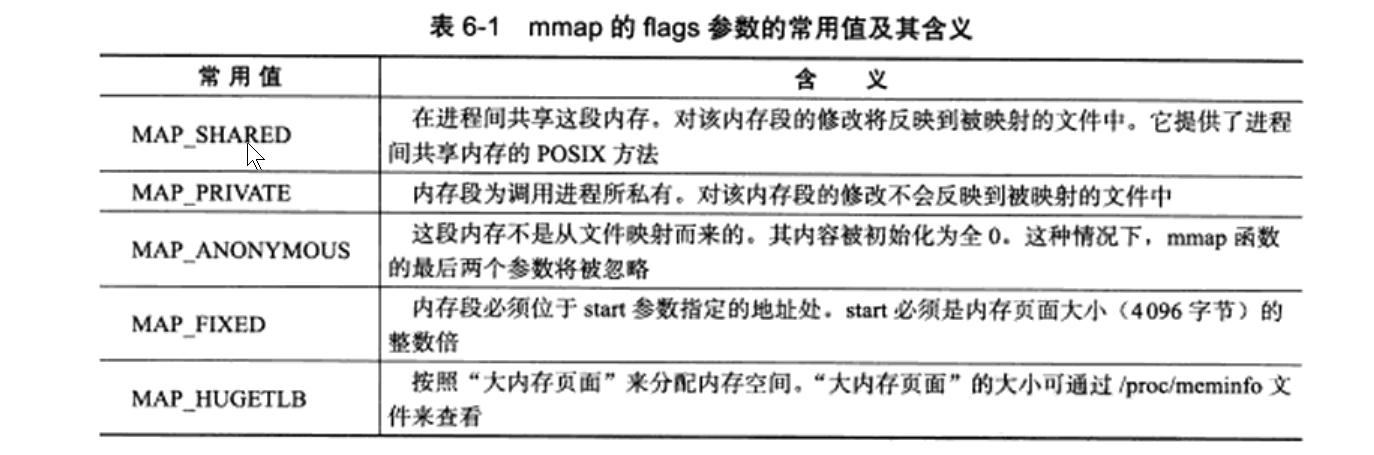 表 6-1 mmap 的 flags 参数的常用值及其含义
常用值 含义
MAP_SHARED 在进程间共享这段内存。对该内存段的修改将反映到被映射的文件中。它提供了进程
间共享内存的 POSIX 方法
MAP_PRIVATE 内存段为调用进程所私有。对该内存段的修改不会反映到被映射的文件中
MAP_ANONYMOUS 这段内存不是从文件映射而来的。其内容被初始化为全 0。这种情况下，mmap 函数
的最后两个参数将被忽略
MAP_FIXED 内存段必须位于 start 参数指定的地址处。start 必须是内存页面大小（4096 字节）的
整数倍
MAP_HUGETLB 按照“大内存页面”来分配内存空间。“大内存页面”的大小可通过 /proc/meminfo 文
件来查看